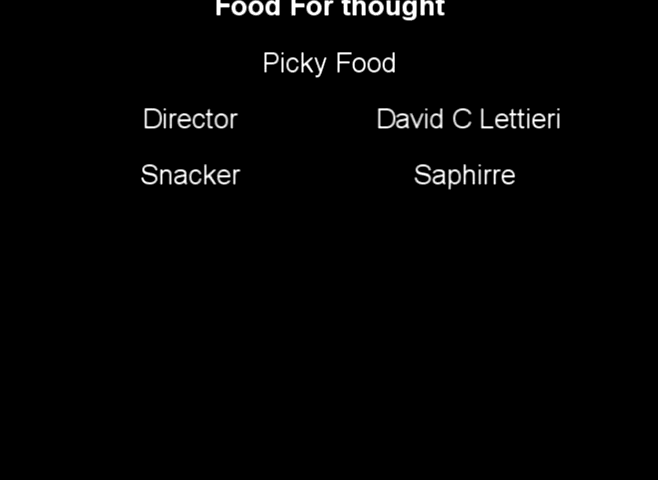 Food For thought
Picky Food
Director David C Lettieri
Snacker Saphirre